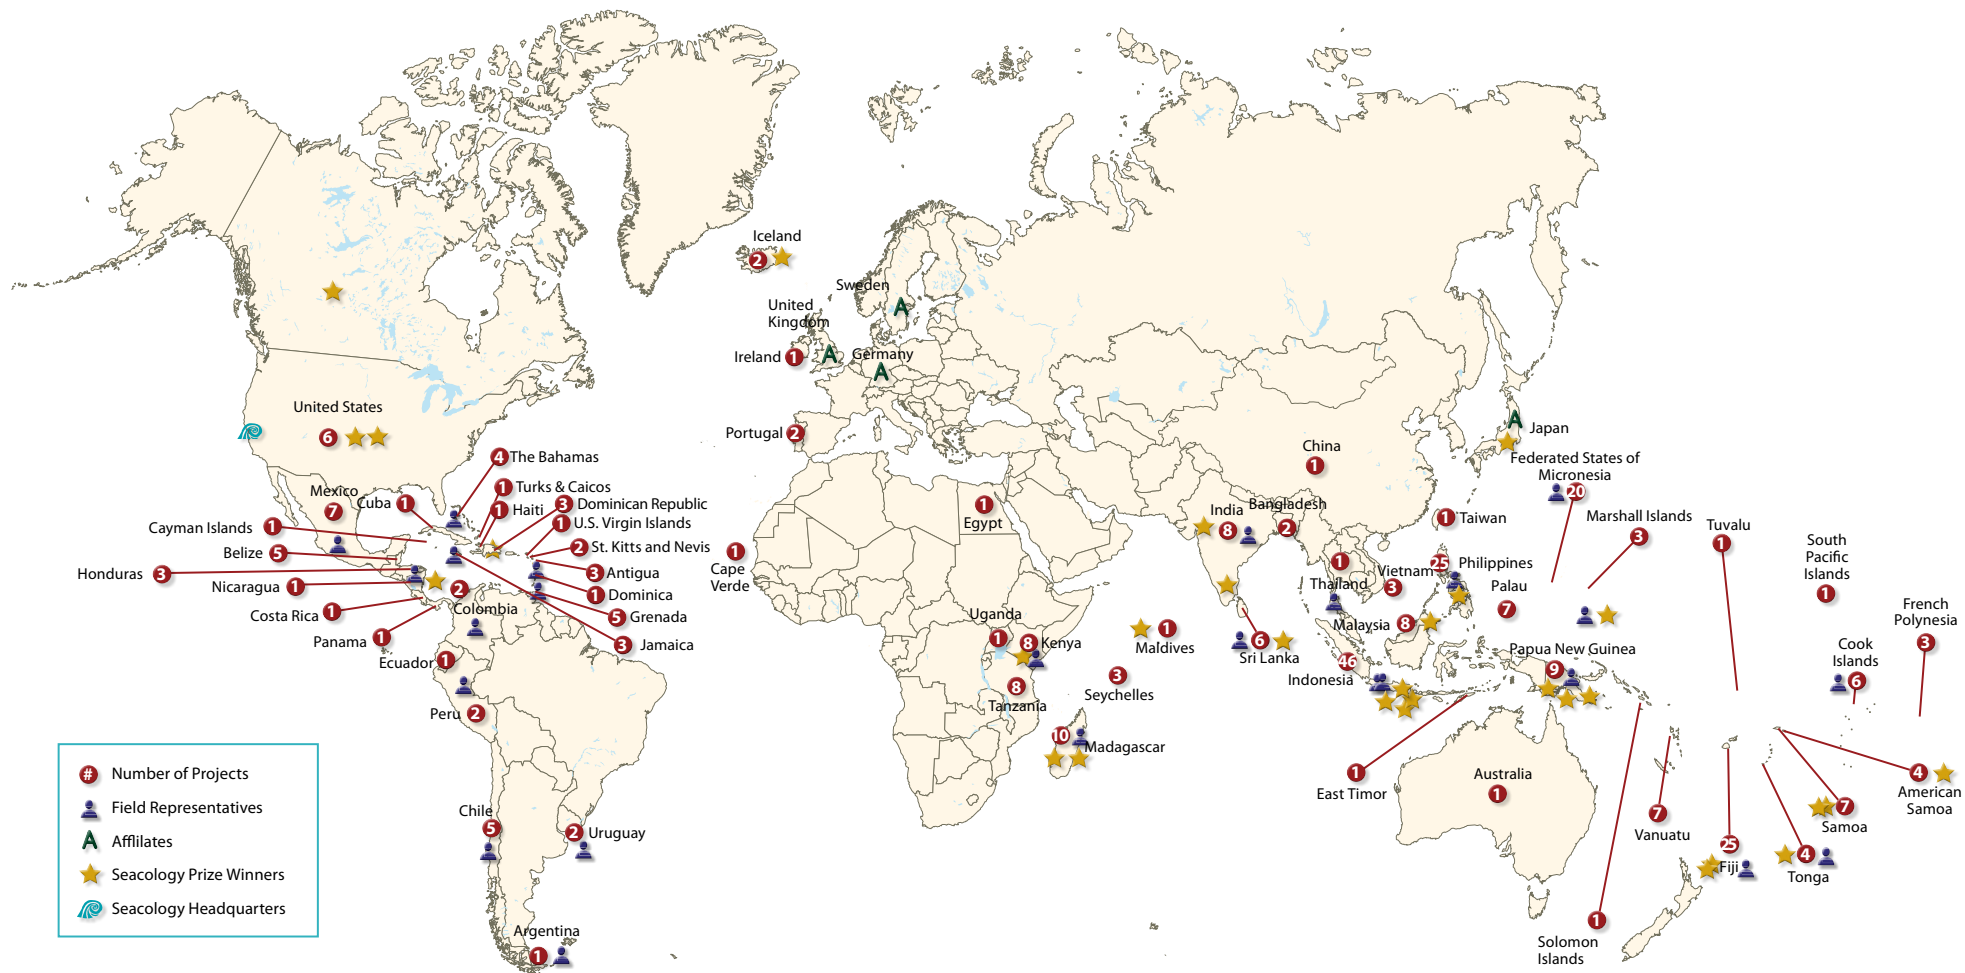 Iceland
2
Sweden
A
United
Kingdom
A
Ireland 1
Germany
A
United States
6
Portugal 2
A
Japan
China
1
Federated States of
Micronesia
20
4 The Bahamas
1 Turks & Caicos
Mexico
7
Cuba 1
1 Haiti
3 Dominican Republic
1 U.S. Virgin Islands
Cayman Islands 1
Belize 5
2 St. Kitts and Nevis
Honduras 3
3 Antigua
Nicaragua 1
1 Dominica
Costa Rica 1
5 Grenada
Panama 1
3 Jamaica
2
Colombia
Ecuador 1
Peru 2
1
Cape
Verde
1
Egypt
India
8
Bangladesh
2
1 Taiwan
Marshall Islands
3
Tuvalu
1
South
Pacific
Islands
1
1
Thailand
Vietnam
3
25
Philippines
Palau
7
French
Polynesia
3
Uganda
1
8 Kenya
1
Maldives
6
Sri Lanka
Malaysia 8
46
Indonesia
Papua New Guinea
9
Cook
Islands
6
3
Seychelles
8
Tanzania
10
Madagascar
1
East Timor
Australia
1
7
Vanuatu
4
American
Samoa
7
Samoa
25
Fiji
4
Tonga
1
Solomon
Islands
Chile
5
2 Uruguay
Argentina
1
# Number of Projects
Field Representatives
A Afflilates
Seacology Prize Winners
Seacology Headquarters